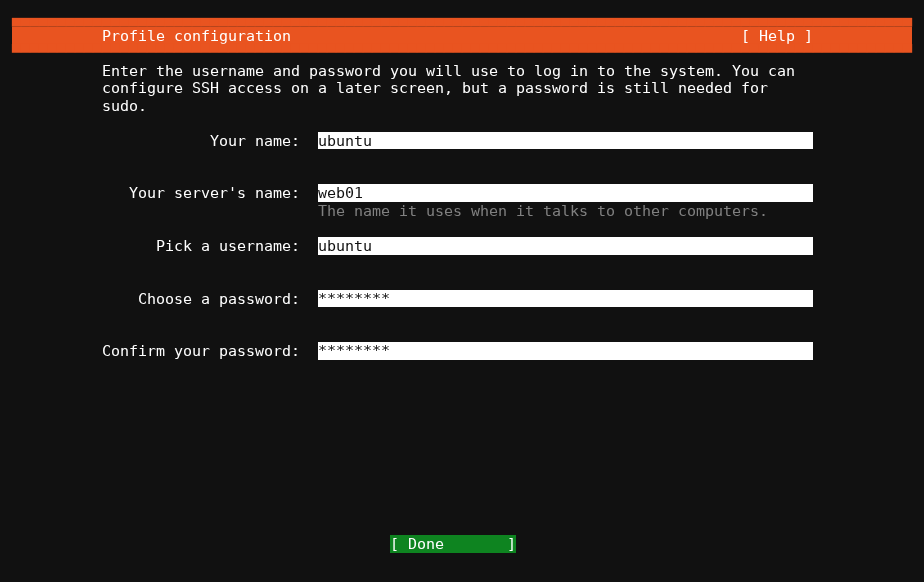 Profile configuration [ Help ]
Enter the username and password you will use to log in to the system. You can
configure SSH access on a later screen, but a password is still needed for
sudo.
Your name: ubuntu
Your server's name: web01
The name it uses when it talks to other computers.
Pick a username: ubuntu
Choose a password: ********
Confirm your password: ********
[ Done ]